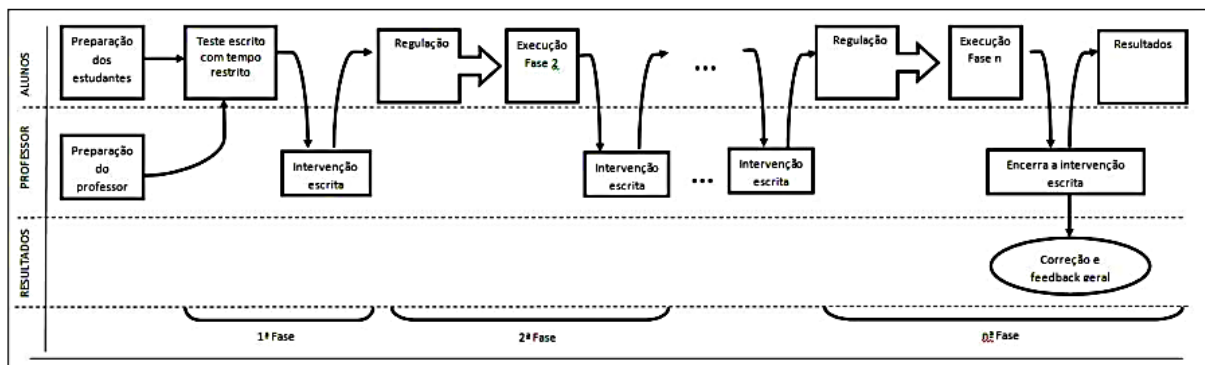 ALUNOS
Preparação
dos
estudantes
Teste escrito
com tempo
restrito
Regulação
Execução
Fase 2
...
Regulação
Execução
Fase n
Resultados
PROFESSOR
Preparação
do
professor
Intervenção
escrita
Intervenção
escrita
...
Intervenção
escrita
Encerra a intervenção
escrita
RESULTADOS
Correção e
feedback geral
1ª Fase
2ª Fase
nª Fase